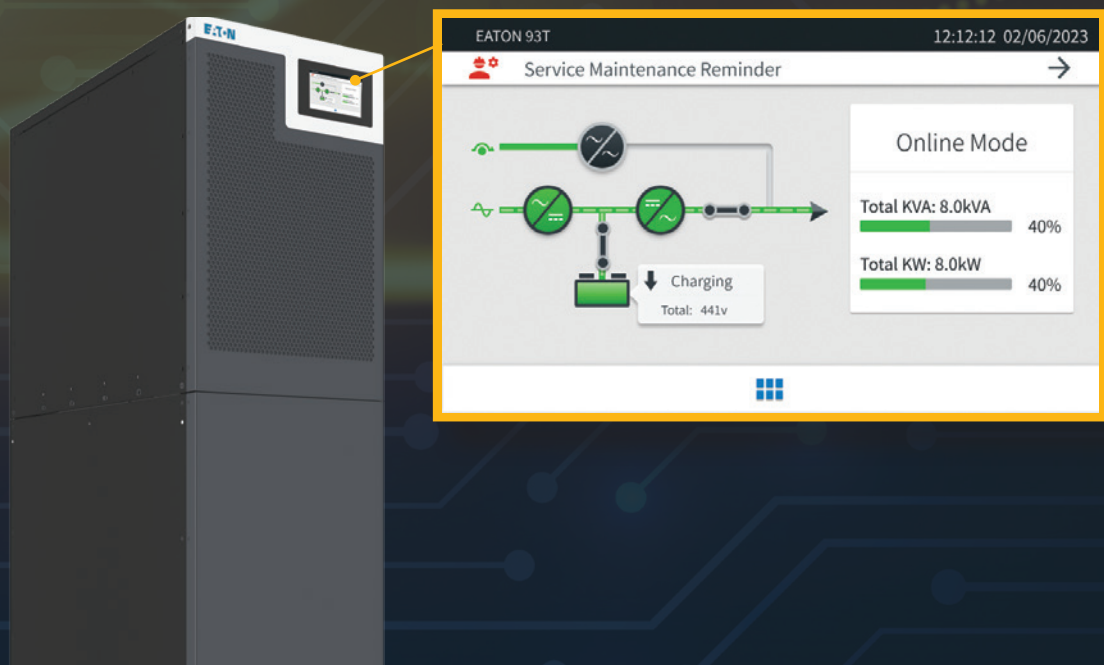 EATON
EATON 93T 12:12:12 02/06/2023
Service Maintenance Reminder
Online Mode
Total KVA: 8.0kVA
40%
Total KW: 8.0kW
40%
Charging
Total: 441v